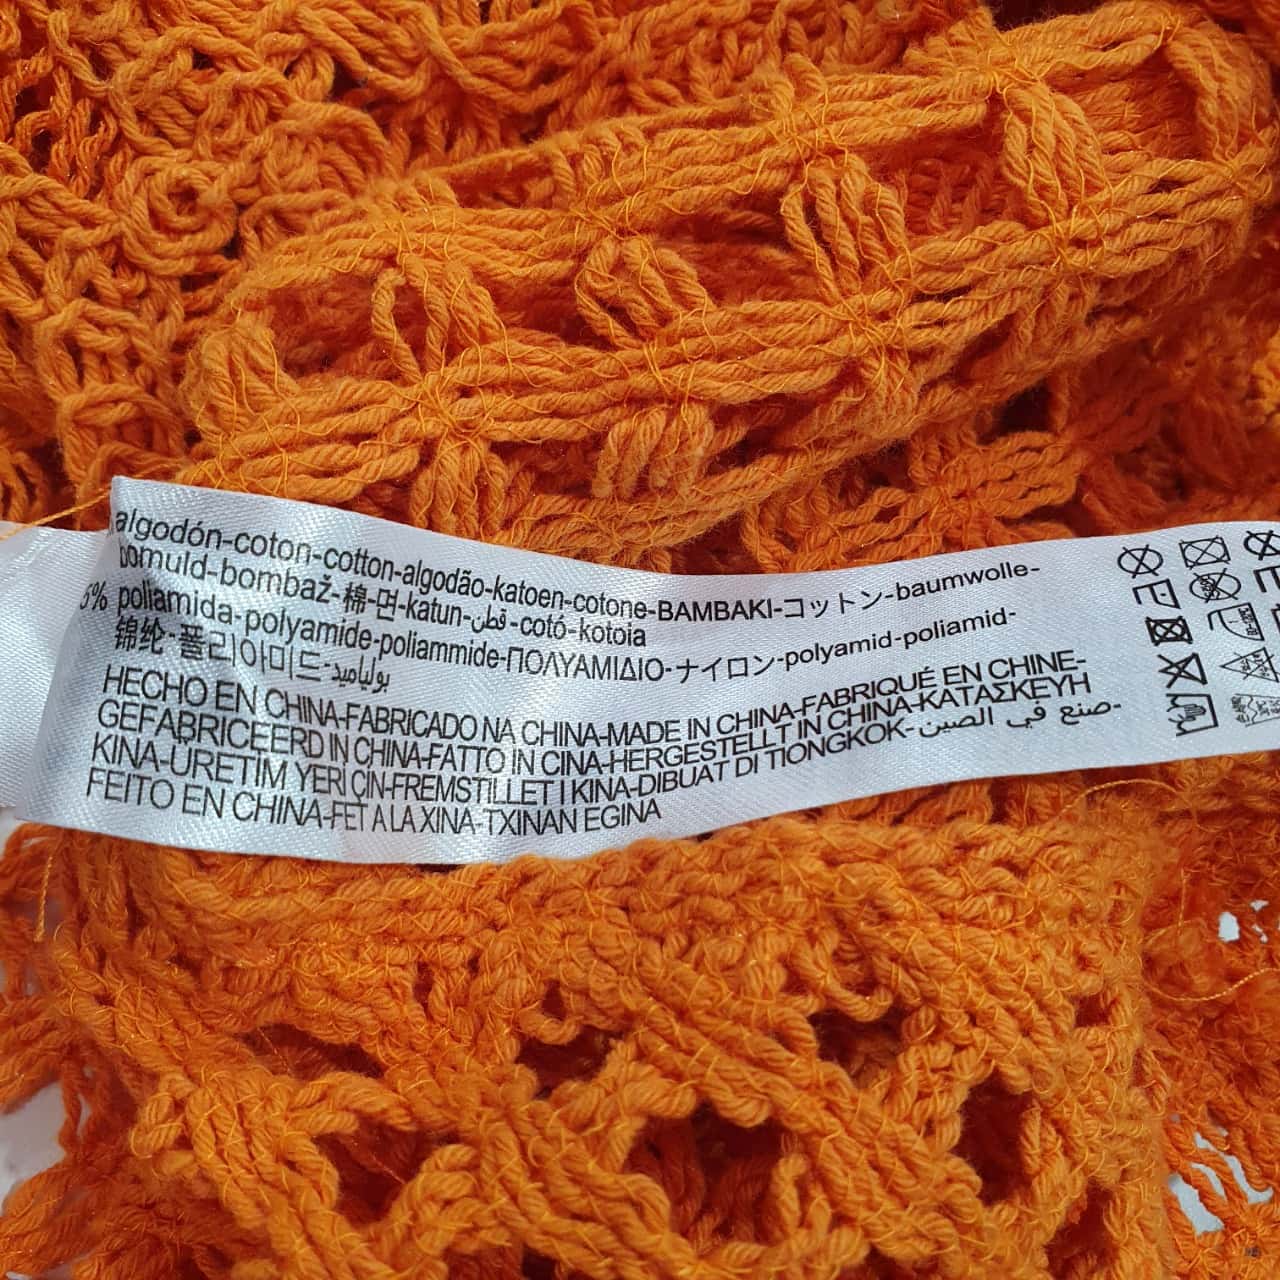 algodón-coton-cotton-algodão-katoen-cotone-BAMBAKI-コットン-baumwolle-
bomuld-bombaž-棉-면-katun-قطن-cotó-kotoia
% poliamida-polyamide-poliammide-ΠΟΛΥΑΜΙΔΙΟ-ナイロン-polyamid-poliamid-
锦纶-폴리아미드-بولياميد
HECHO EN CHINA-FABRICADO NA CHINA-MADE IN CHINA-FABRIQUÉ EN CHINE-
GEFABRICEERD IN CHINA-FATTO IN CINA-HERGESTELLT IN CHINA-ΚΑΤΑΣΚΕΥΗ
KINA-URETIM YERI ÇIN-FREMSTILLET I KINA-DIBUAT DI TIONGKOK-صنع في الصين-
FEITO EN CHINA-FET A LA XINA-TXINAN EGINA